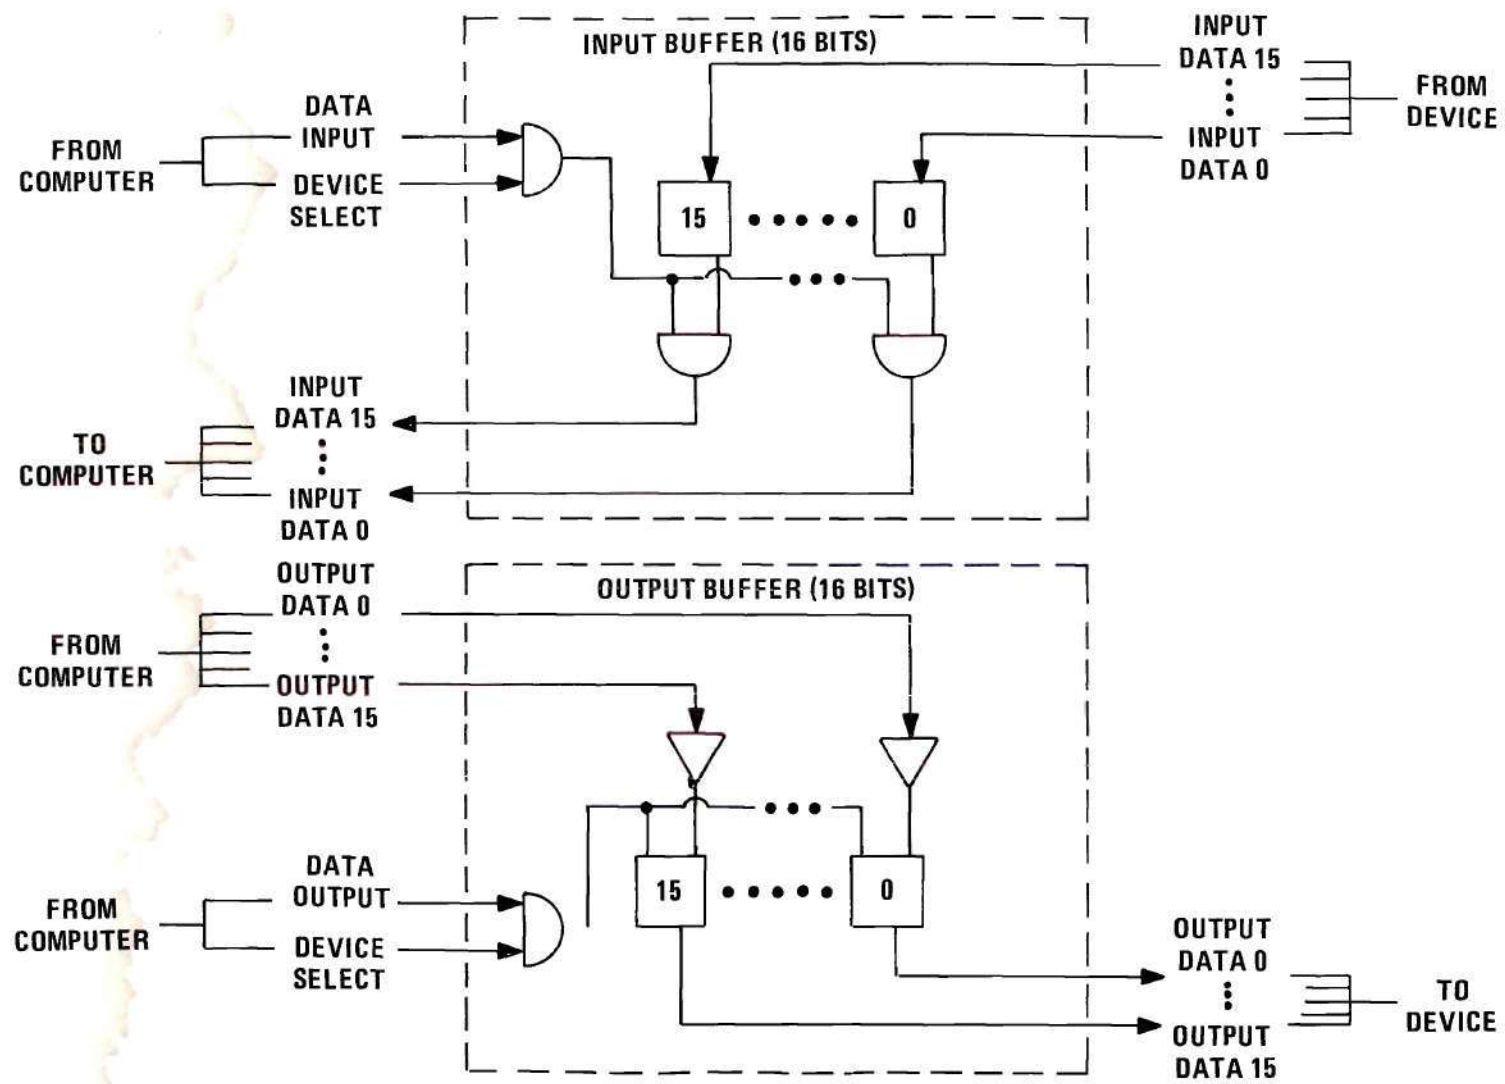 INPUT BUFFER (16 BITS)
INPUT
DATA 15
INPUT
DATA 0
FROM
DEVICE
FROM
COMPUTER
DATA
INPUT
DEVICE
SELECT
15
0
TO
COMPUTER
INPUT
DATA 15
INPUT
DATA 0
OUTPUT BUFFER (16 BITS)
FROM
COMPUTER
OUTPUT
DATA 0
OUTPUT
DATA 15
FROM
COMPUTER
DATA
OUTPUT
DEVICE
SELECT
15
0
OUTPUT
DATA 0
OUTPUT
DATA 15
TO
DEVICE